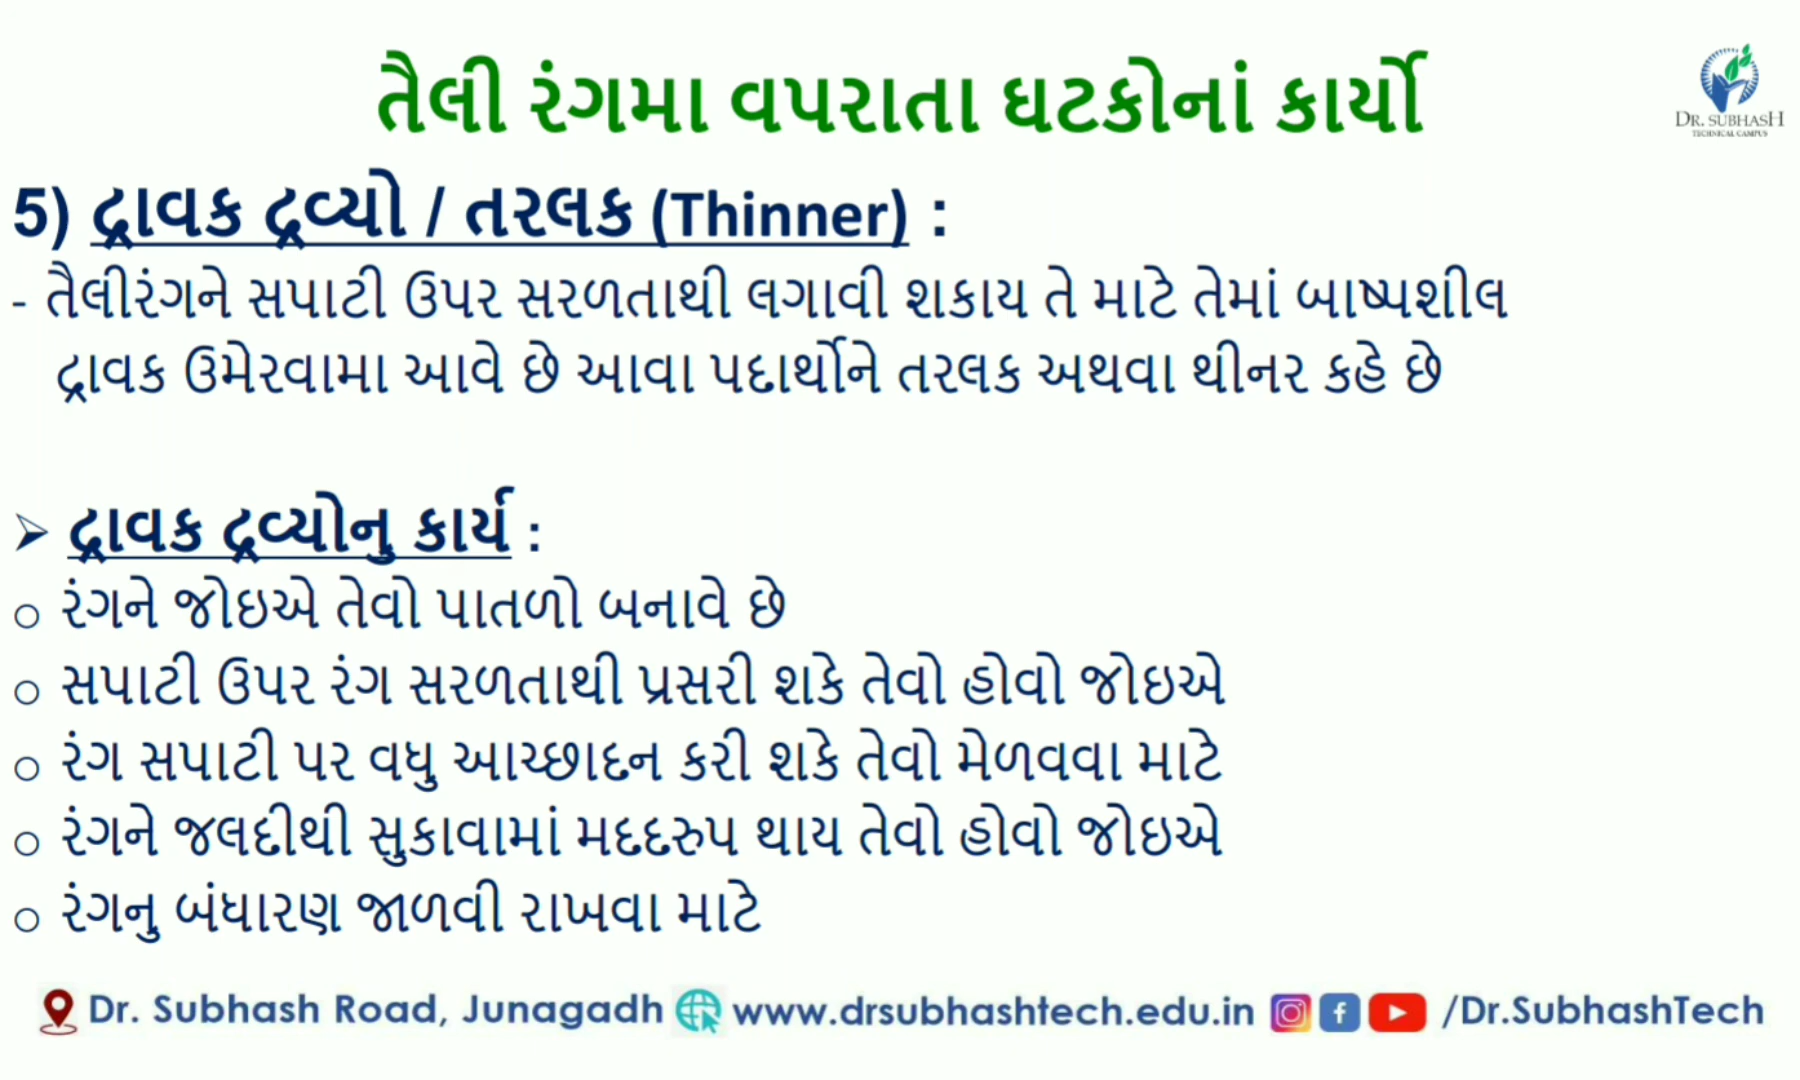 તૈલી રંગમા વપરાતા ઘટકોનાં કાર્યો
DR. SUBHASH
TECHNICAL CAMPUS
5) દ્રાવક દ્રવ્યો / તરલક (Thinner) :
- તૈલીરંગને સપાટી ઉપર સરળતાથી લગાવી શકાય તે માટે તેમાં બાષ્પશીલ
દ્રાવક ઉમેરવામા આવે છે આવા પદાર્થોને તરલક અથવા થીનર કહે છે
➢ દ્રાવક દ્રવ્યોનુ કાર્ય :
o રંગને જોઇએ તેવો પાતળો બનાવે છે
o સપાટી ઉપર રંગ સરળતાથી પ્રસરી શકે તેવો હોવો જોઇએ
o રંગ સપાટી પર વધુ આચ્છાદન કરી શકે તેવો મેળવવા માટે
o રંગને જલદીથી સુકાવામાં મદદરુપ થાય તેવો હોવો જોઇએ
o રંગનુ બંધારણ જાળવી રાખવા માટે
Dr. Subhash Road, Junagadh www.drsubhashtech.edu.in /Dr.SubhashTech